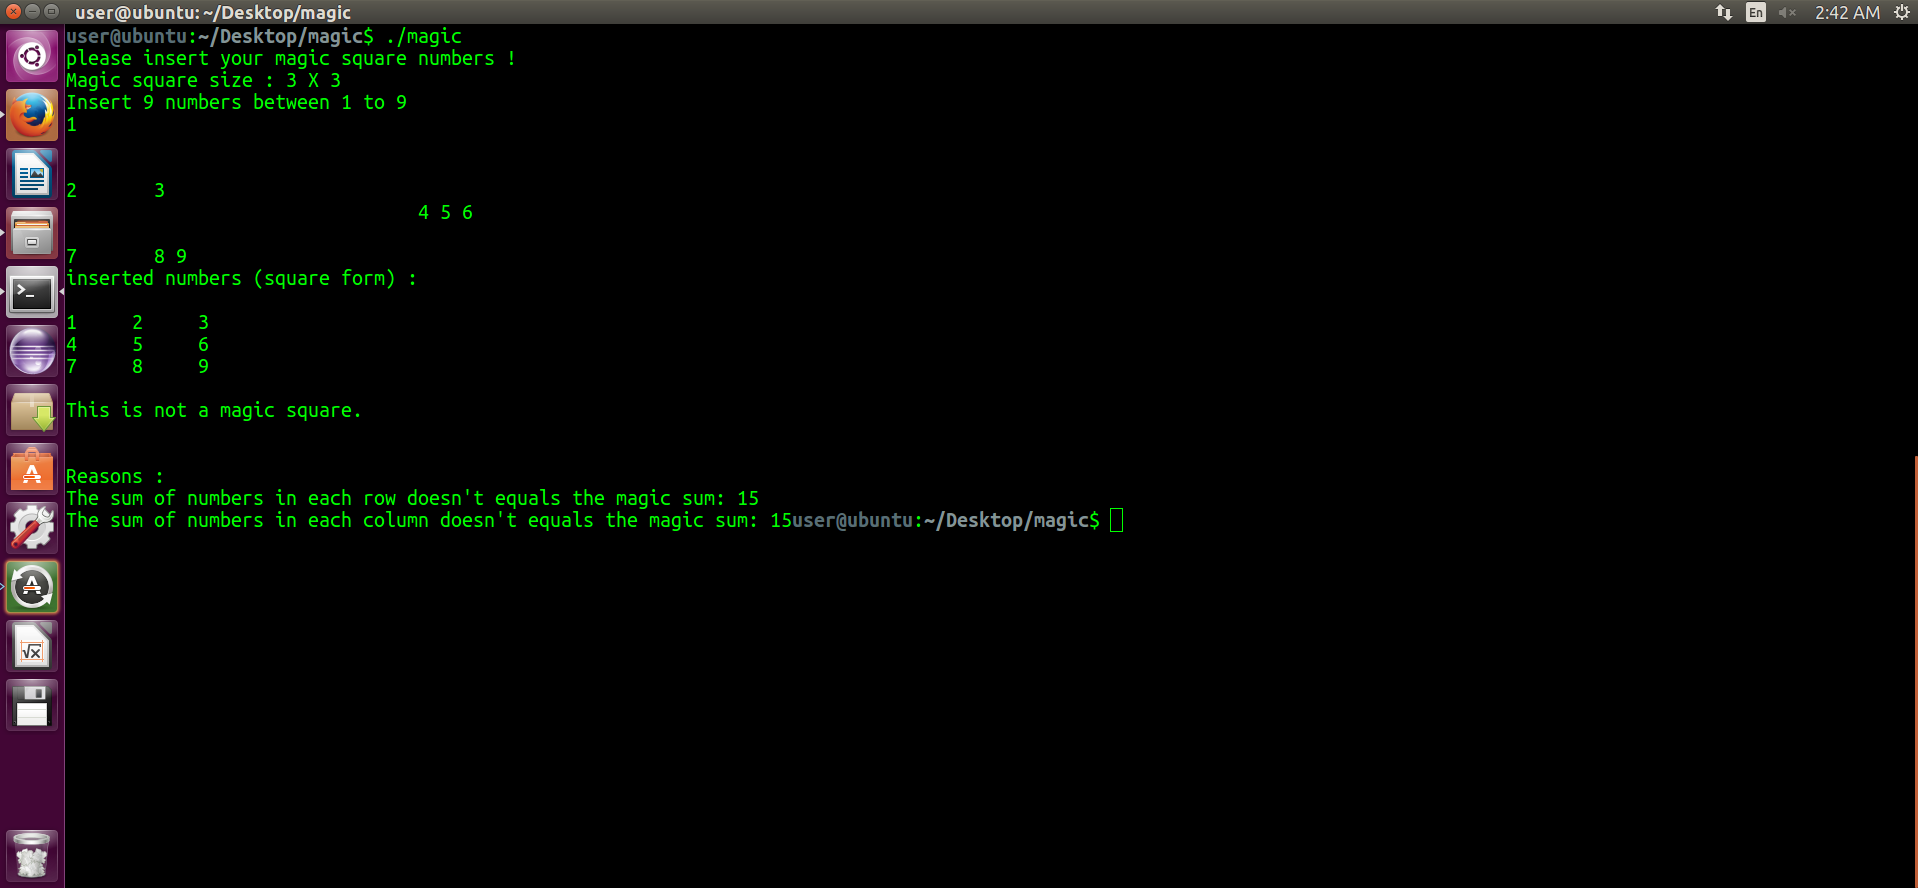 user@ubuntu: ~/Desktop/magic
En
2:42 AM
user@ubuntu:~/Desktop/magic$ ./magic
please insert your magic square numbers !
Magic square size : 3 X 3
Insert 9 numbers between 1 to 9
1
2 3
4 5 6
7 8 9
inserted numbers (square form) :
1 2 3
4 5 6
7 8 9
This is not a magic square.
Reasons :
The sum of numbers in each row doesn't equals the magic sum: 15
The sum of numbers in each column doesn't equals the magic sum: 15user@ubuntu:~/Desktop/magic$